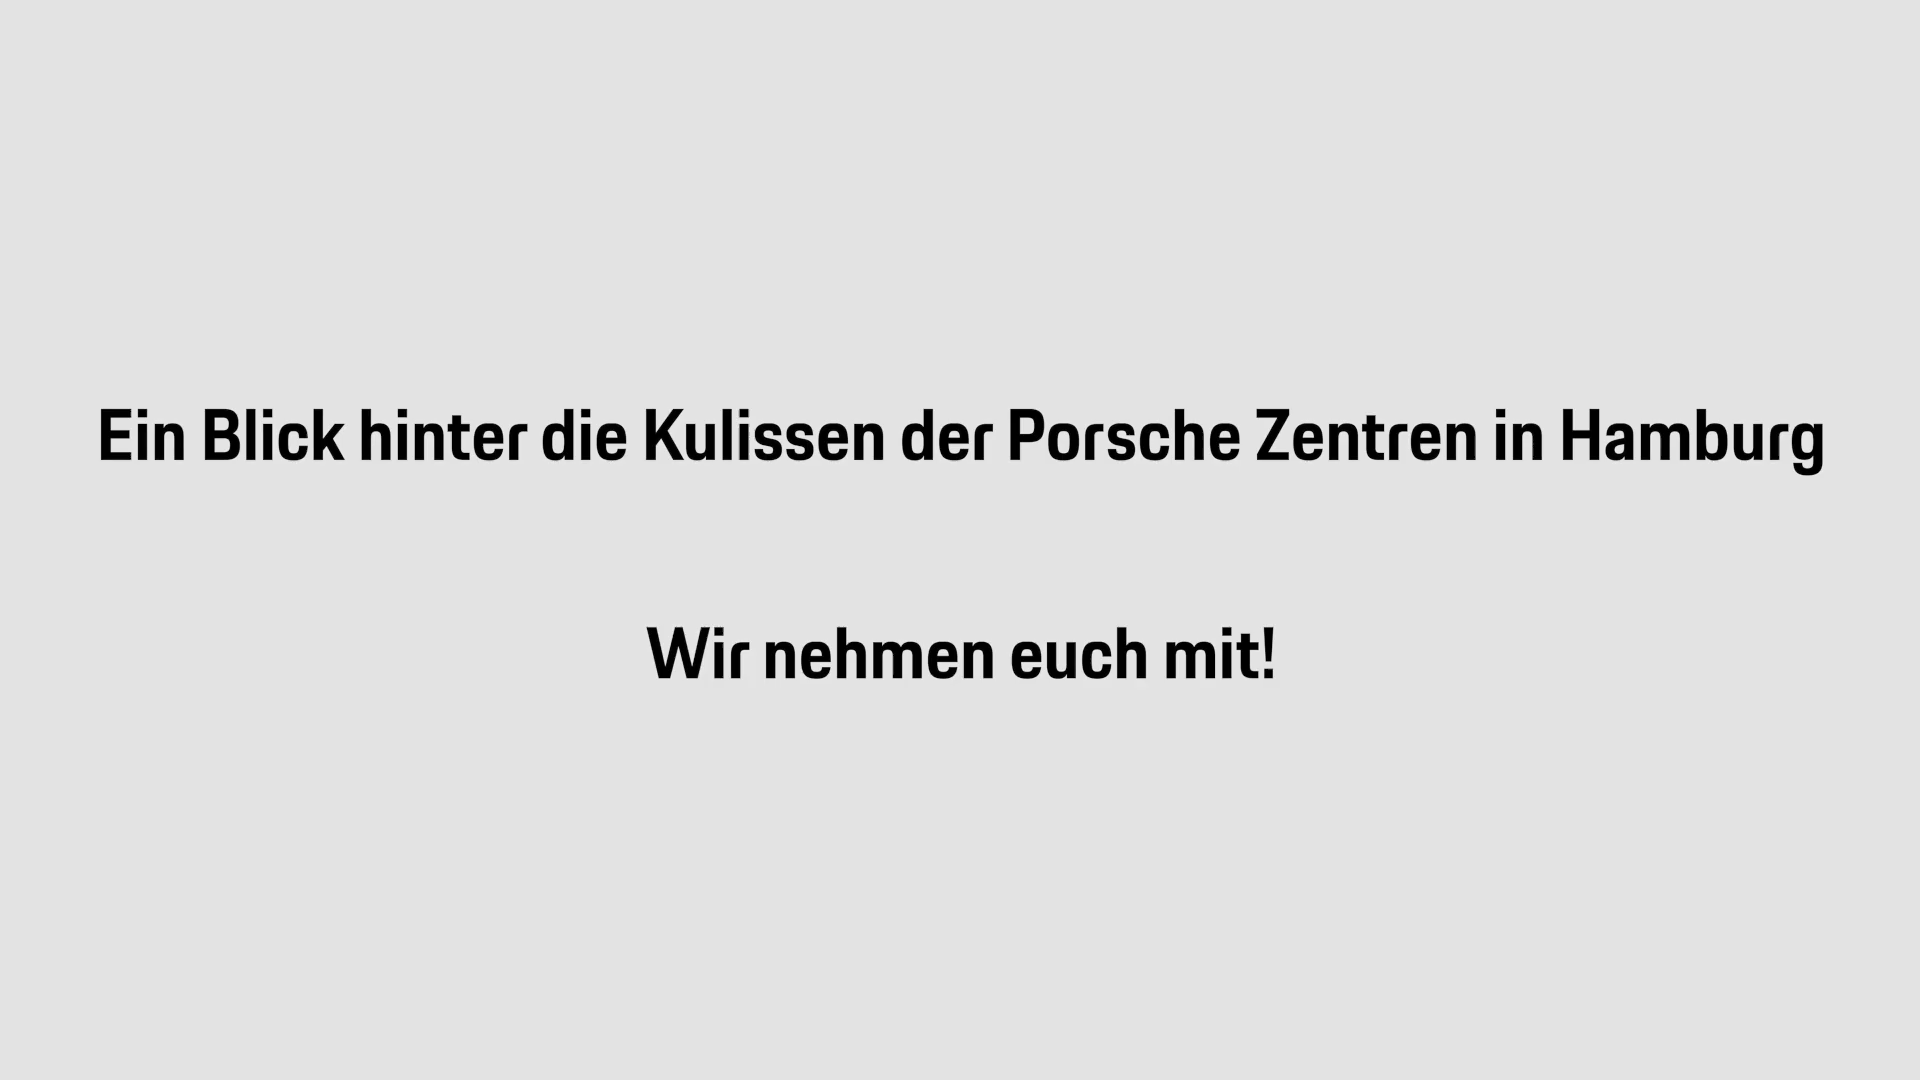 Ein Blick hinter die Kulissen der Porsche Zentren in Hamburg
Wir nehmen euch mit!